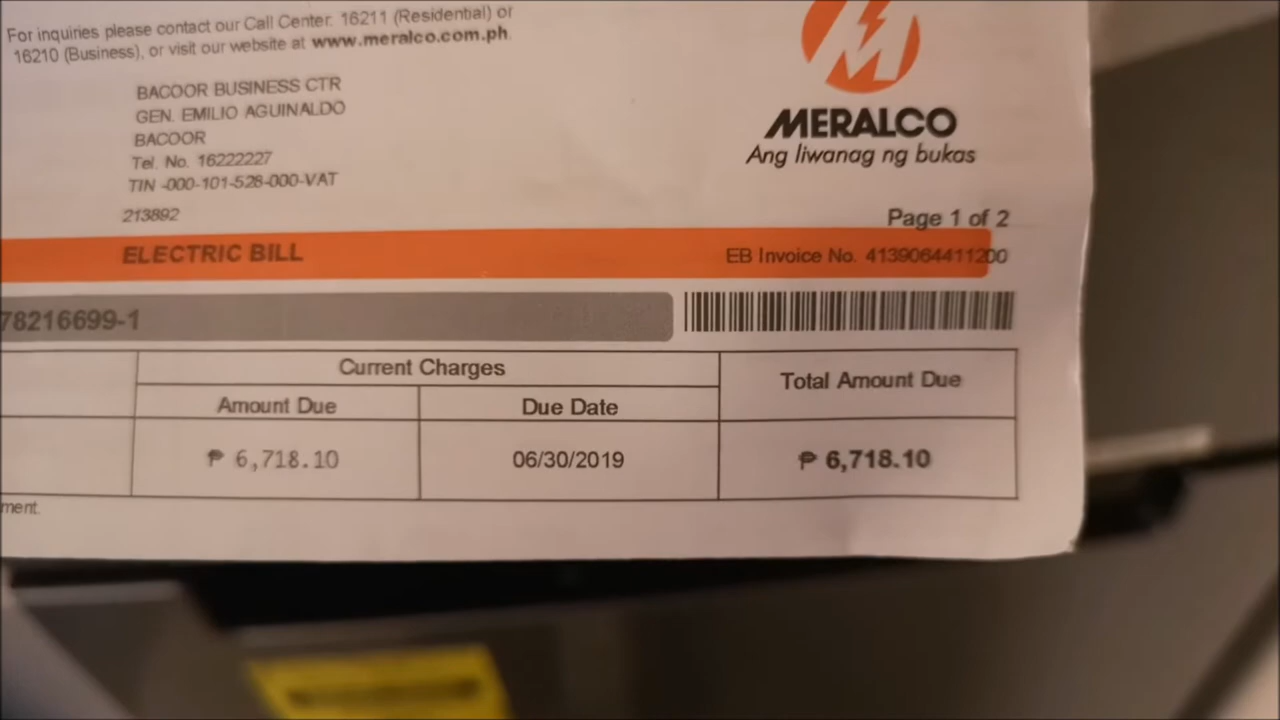 For inquiries please contact our Call Center: 16211 (Residential) or
16210 (Business), or visit our website at www.meralco.com.ph.
BACOOR BUSINESS CTR
GEN. EMILIO AGUINALDO
BACOOR
Tel. No. 16222227
TIN -000-101-528-000-VAT
213892
M
MERALCO
Ang liwanag ng bukas
Page 1 of 2
ELECTRIC BILL
EB Invoice No. 4139064411200
78216699-1
Current Charges
Total Amount Due
Amount Due
Due Date
₱ 6,718.10
06/30/2019
₱ 6,718.10
ment.